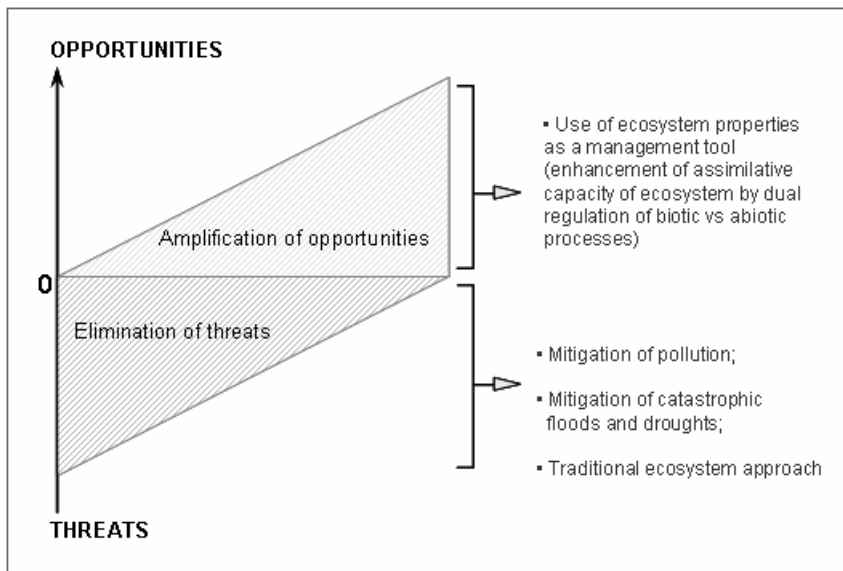 OPPORTUNITIES
▪ Use of ecosystem properties
as a management tool
(enhancement of assimilative
capacity of ecosystem by dual
regulation of biotic vs abiotic
processes)
Amplification of opportunities
0
Elimination of threats
▪ Mitigation of pollution;
▪ Mitigation of catastrophic
floods and droughts;
▪ Traditional ecosystem approach
THREATS